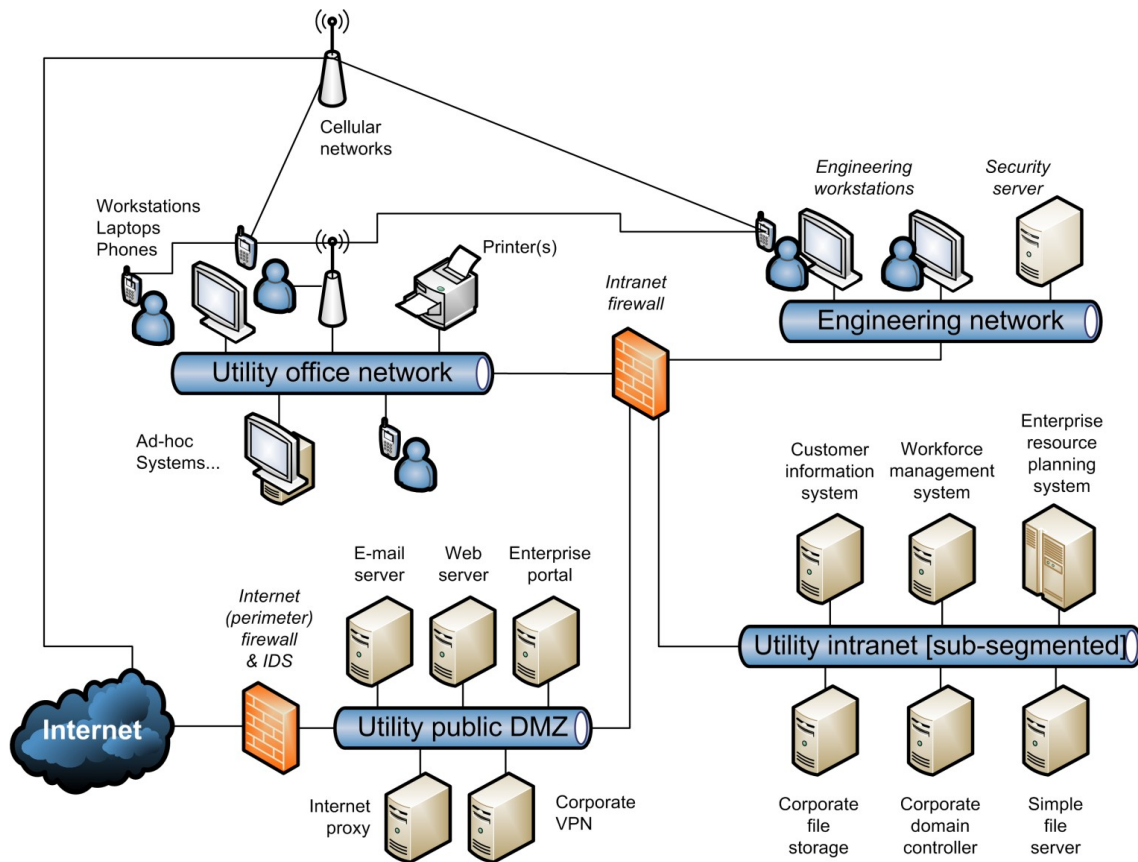 Cellular
networks
Engineering
workstations
Security
server
Workstations
Laptops
Phones
Printer(s)
Intranet
firewall
Engineering network
Utility office network
Ad-hoc
Systems...
Customer
information
system
Workforce
management
system
Enterprise
resource
planning
system
E-mail
server
Web
server
Enterprise
portal
Internet
(perimeter)
firewall
& IDS
Utility intranet [sub-segmented]
Internet
Utility public DMZ
Internet
proxy
Corporate
VPN
Corporate
file
storage
Corporate
domain
controller
Simple
file
server